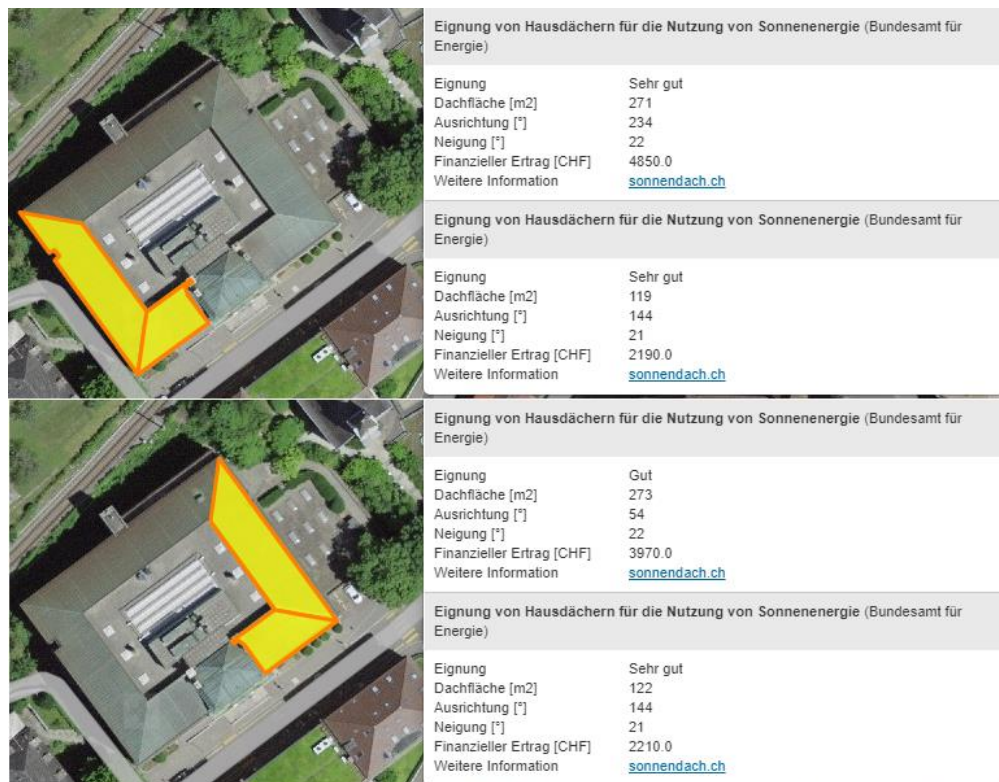 Eignung von Hausdächern für die Nutzung von Sonnenenergie (Bundesamt für
Energie)
Eignung Sehr gut
Dachfläche [m2] 271
Ausrichtung [°] 234
Neigung [°] 22
Finanzieller Ertrag [CHF] 4850.0
Weitere Information sonnendach.ch
Eignung von Hausdächern für die Nutzung von Sonnenenergie (Bundesamt für
Energie)
Eignung Sehr gut
Dachfläche [m2] 119
Ausrichtung [°] 144
Neigung [°] 21
Finanzieller Ertrag [CHF] 2190.0
Weitere Information sonnendach.ch
Eignung von Hausdächern für die Nutzung von Sonnenenergie (Bundesamt für
Energie)
Eignung Gut
Dachfläche [m2] 273
Ausrichtung [°] 54
Neigung [°] 22
Finanzieller Ertrag [CHF] 3970.0
Weitere Information sonnendach.ch
Eignung von Hausdächern für die Nutzung von Sonnenenergie (Bundesamt für
Energie)
Eignung Sehr gut
Dachfläche [m2] 122
Ausrichtung [°] 144
Neigung [°] 21
Finanzieller Ertrag [CHF] 2210.0
Weitere Information sonnendach.ch